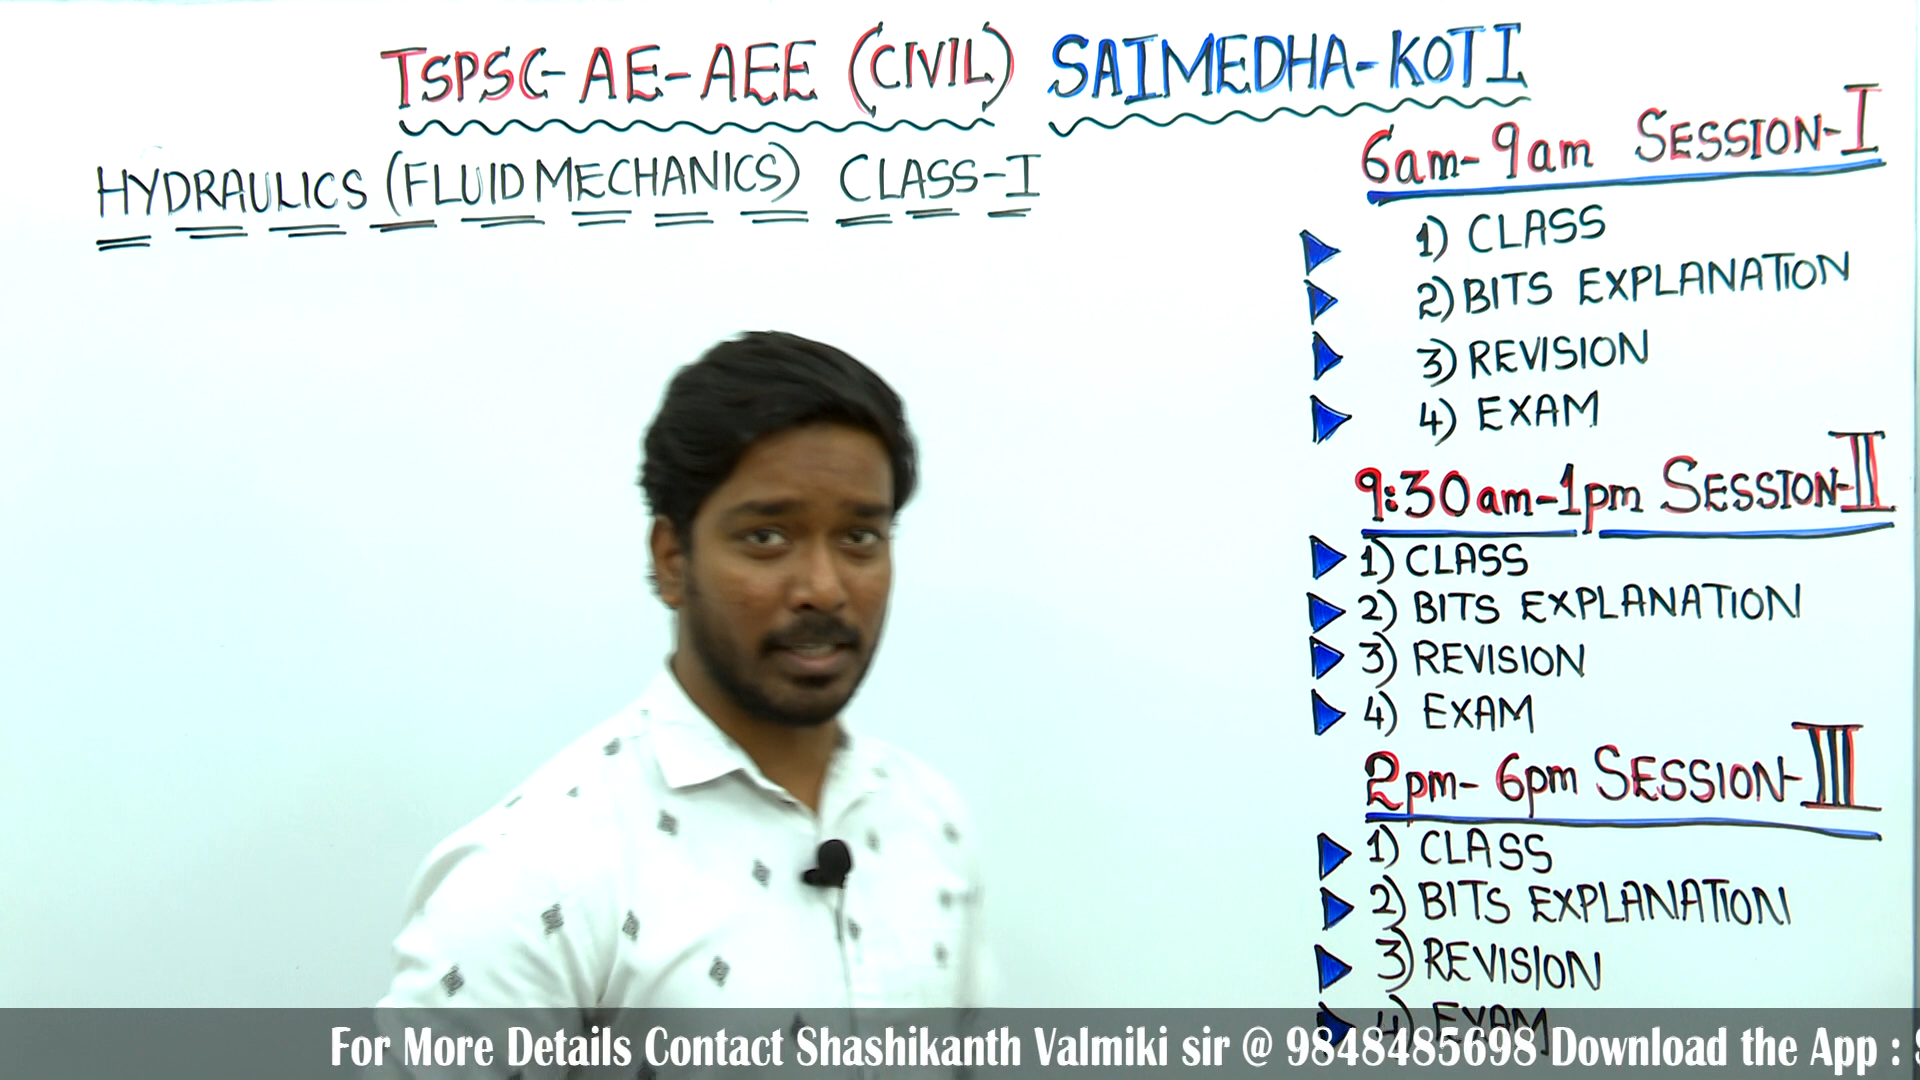 TSPSC-AE-AEE (CIVIL) SAIMEDHA-KOTI
HYDRAULICS (FLUID MECHANICS) CLASS-I
6am-9am SESSION-I
1) CLASS
2) BITS EXPLANATION
3) REVISION
4) EXAM
9:30am-1pm SESSION-II
1) CLASS
2) BITS EXPLANATION
3) REVISION
4) EXAM
2pm-6pm SESSION-III
1) CLASS
2) BITS EXPLANATION
3) REVISION
4) EXAM
For More Details Contact Shashikanth Valmiki sir @ 9848485698 Download the App :